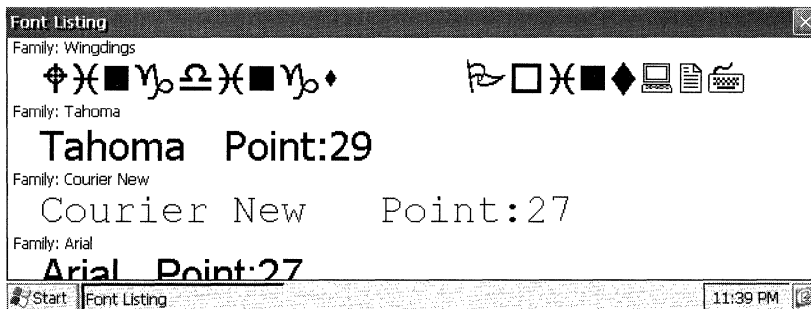 Font Listing
Family: Wingdings
🕈♓■♑♎♓■♑⬧ 🏱□♓■⧫🖳🗏🖮
Family: Tahoma
Tahoma Point:29
Family: Courier New
Courier New Point:27
Family: Arial
Arial Point:27
Start Font Listing 11:39 PM